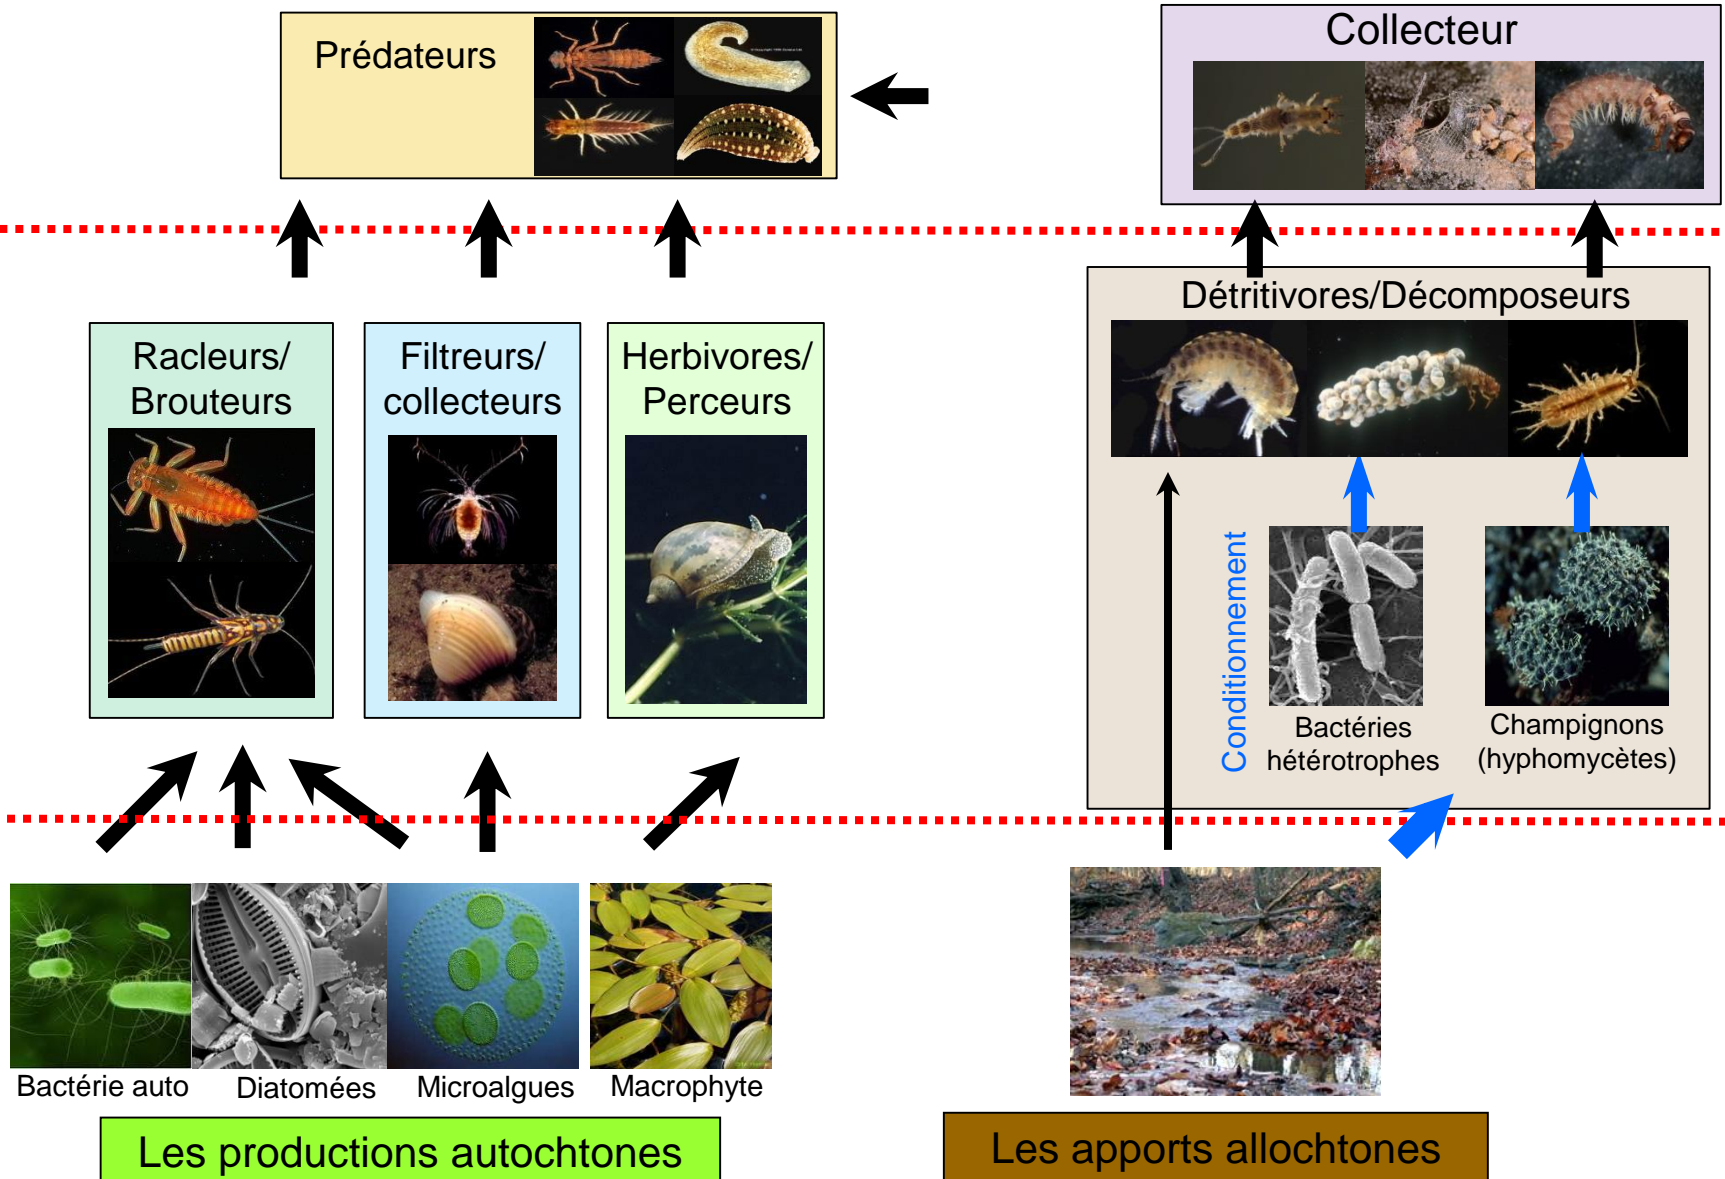 Prédateurs
Collecteur
Détritivores/Décomposeurs
Racleurs/
Brouteurs
Filtreurs/
collecteurs
Herbivores/
Perceurs
Conditionnement
Bactéries
hétérotrophes
Champignons
(hyphomycètes)
Bactérie auto
Diatomées
Microalgues
Macrophyte
Les productions autochtones
Les apports allochtones